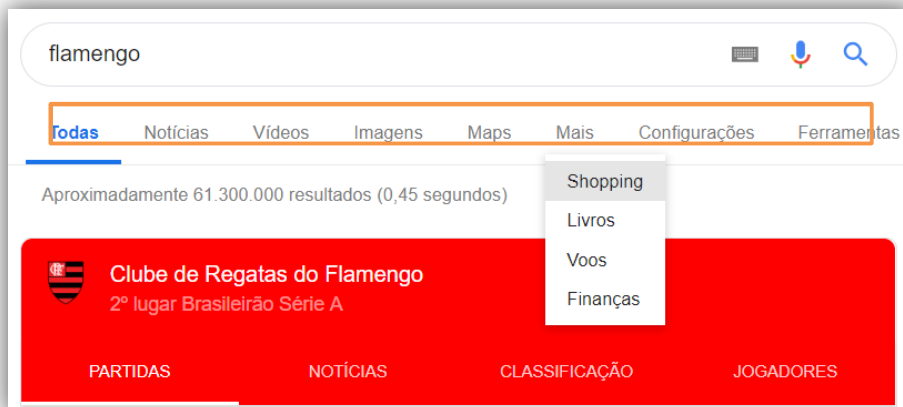 flamengo
Todas Notícias Vídeos Imagens Maps Mais Configurações Ferramentas
Shopping
Aproximadamente 61.300.000 resultados (0,45 segundos)
Livros
Voos
Clube de Regatas do Flamengo
Finanças
2º lugar Brasileirão Série A
PARTIDAS NOTÍCIAS CLASSIFICAÇÃO JOGADORES